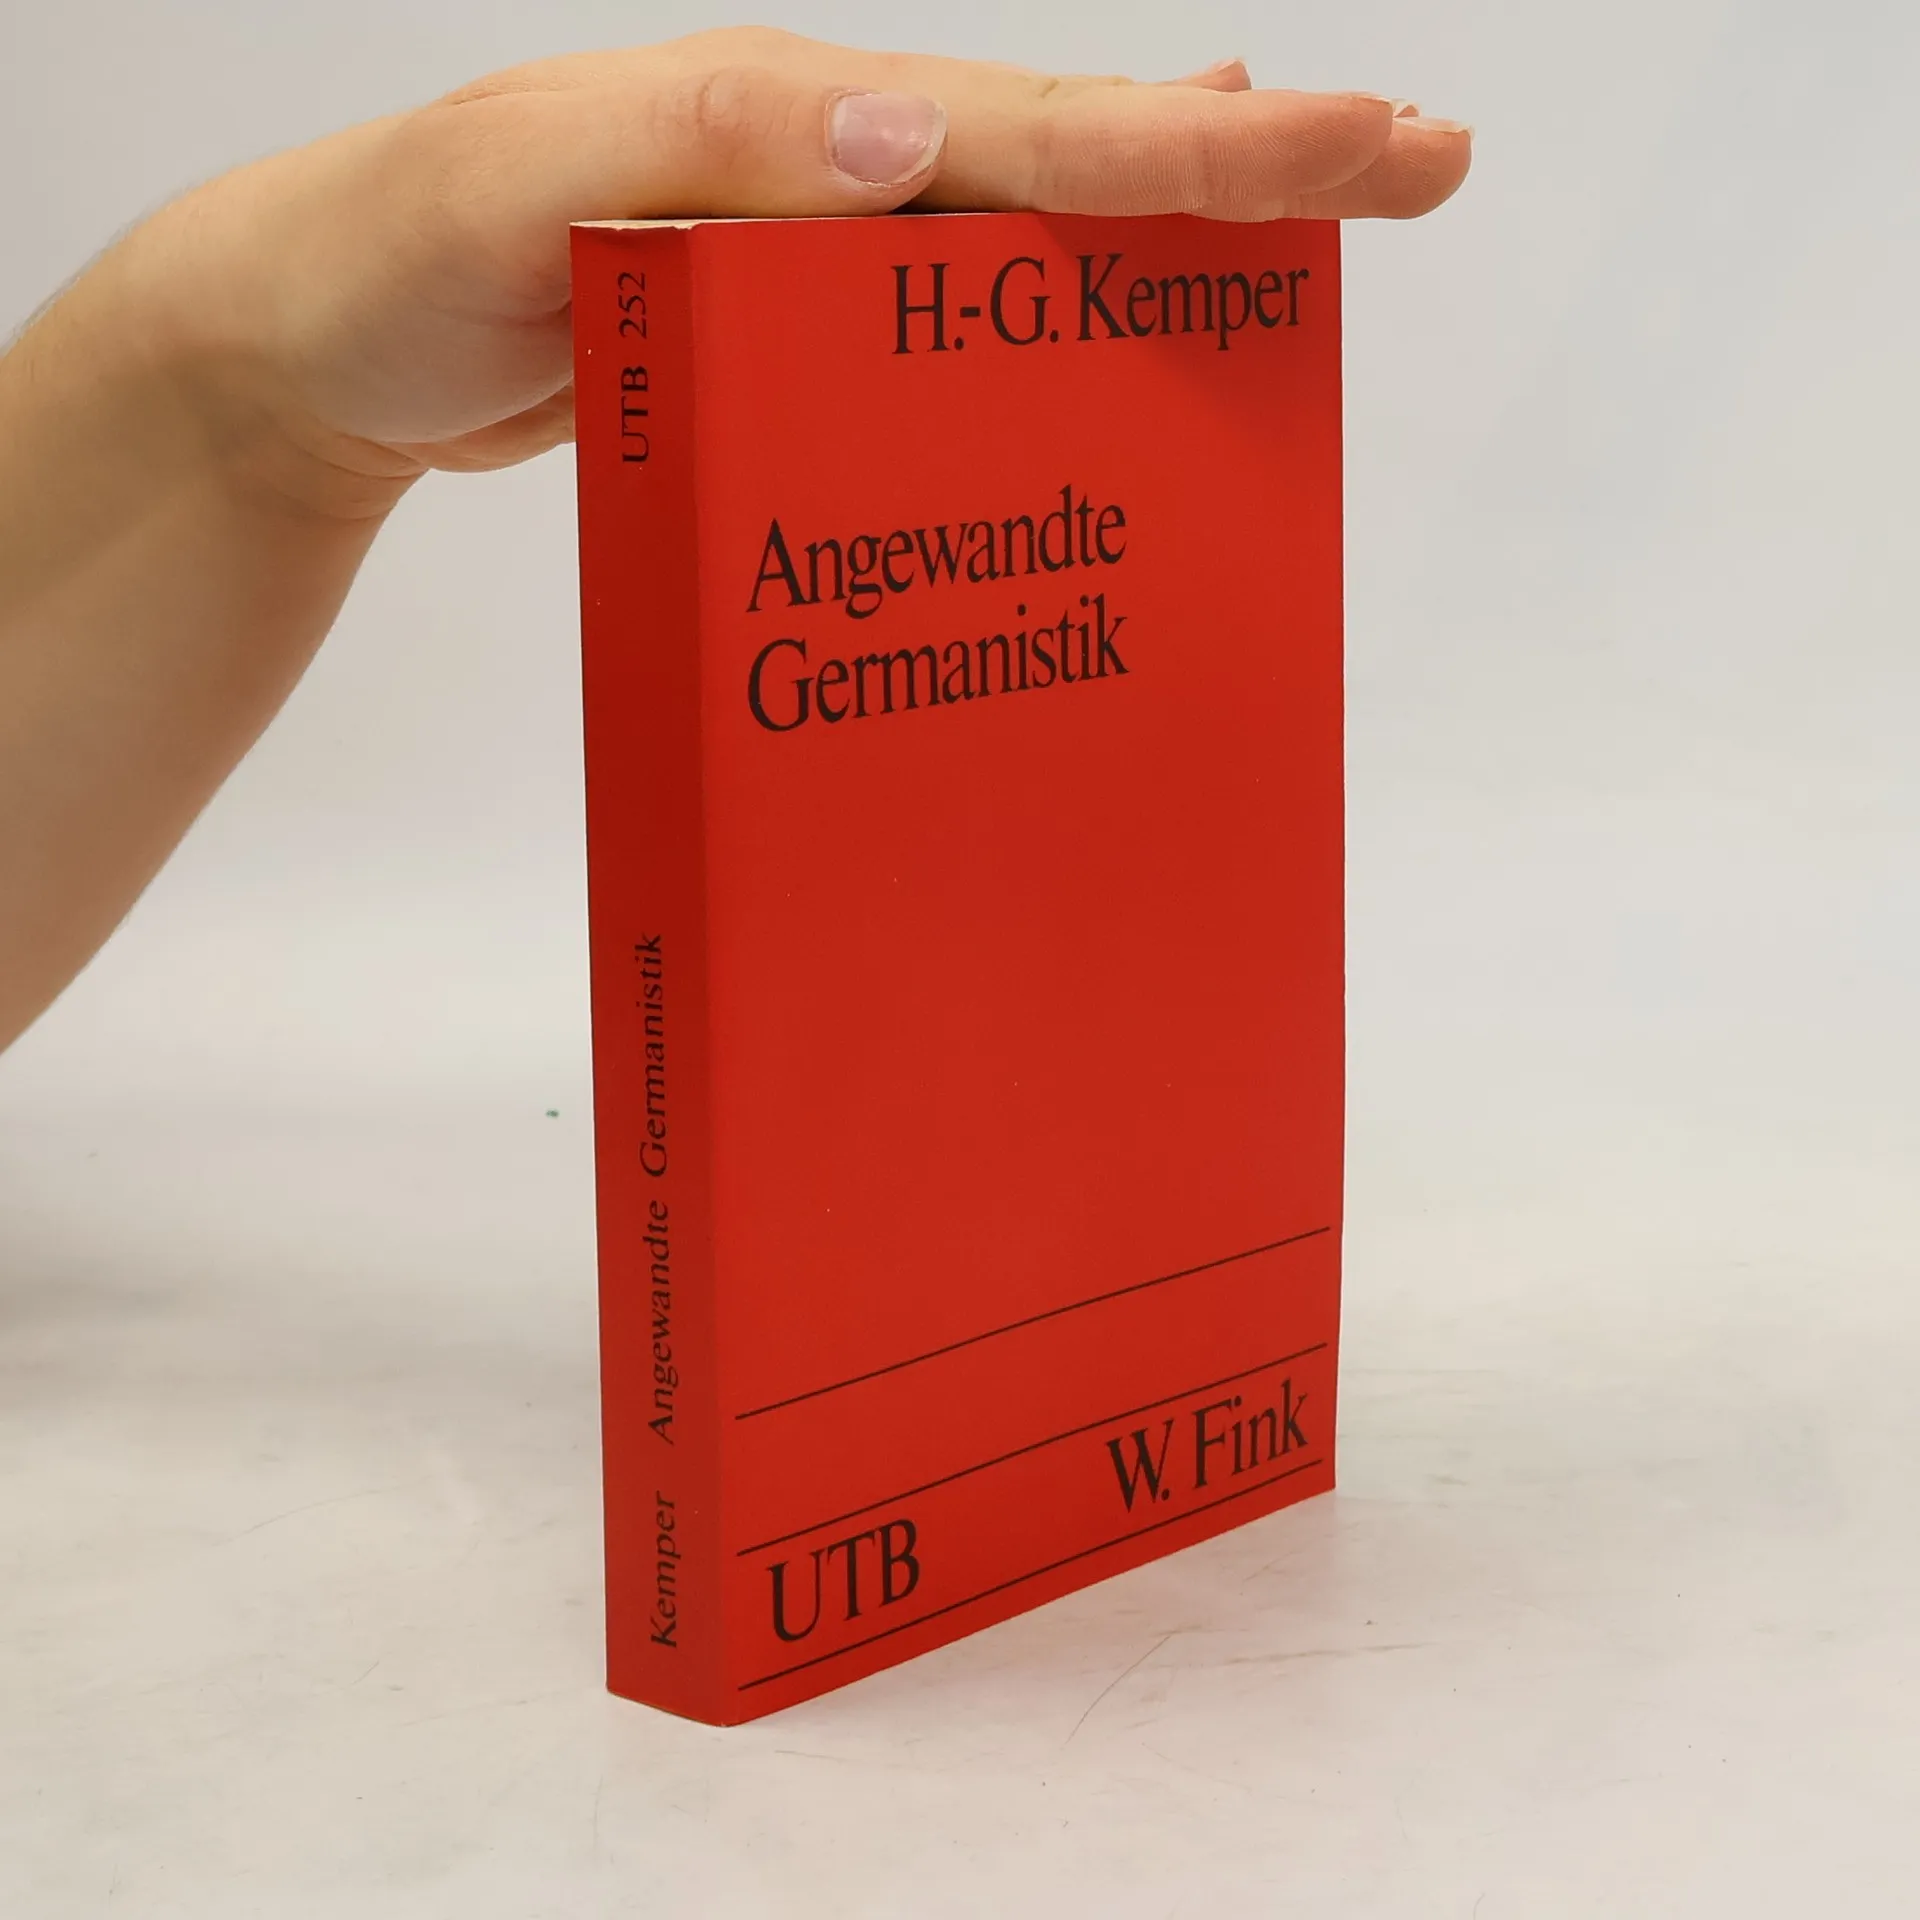 H.-G. Kemper
Angewandte
Germanistik
W. Fink
UTB
Kemper Angewandte Germanistik UTB 252